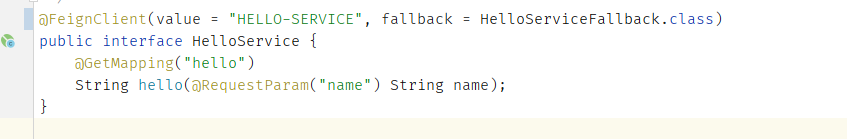 @FeignClient(value = "HELLO-SERVICE", fallback = HelloServiceFallback.class)
public interface HelloService {
@GetMapping("hello")
String hello(@RequestParam("name") String name);
}